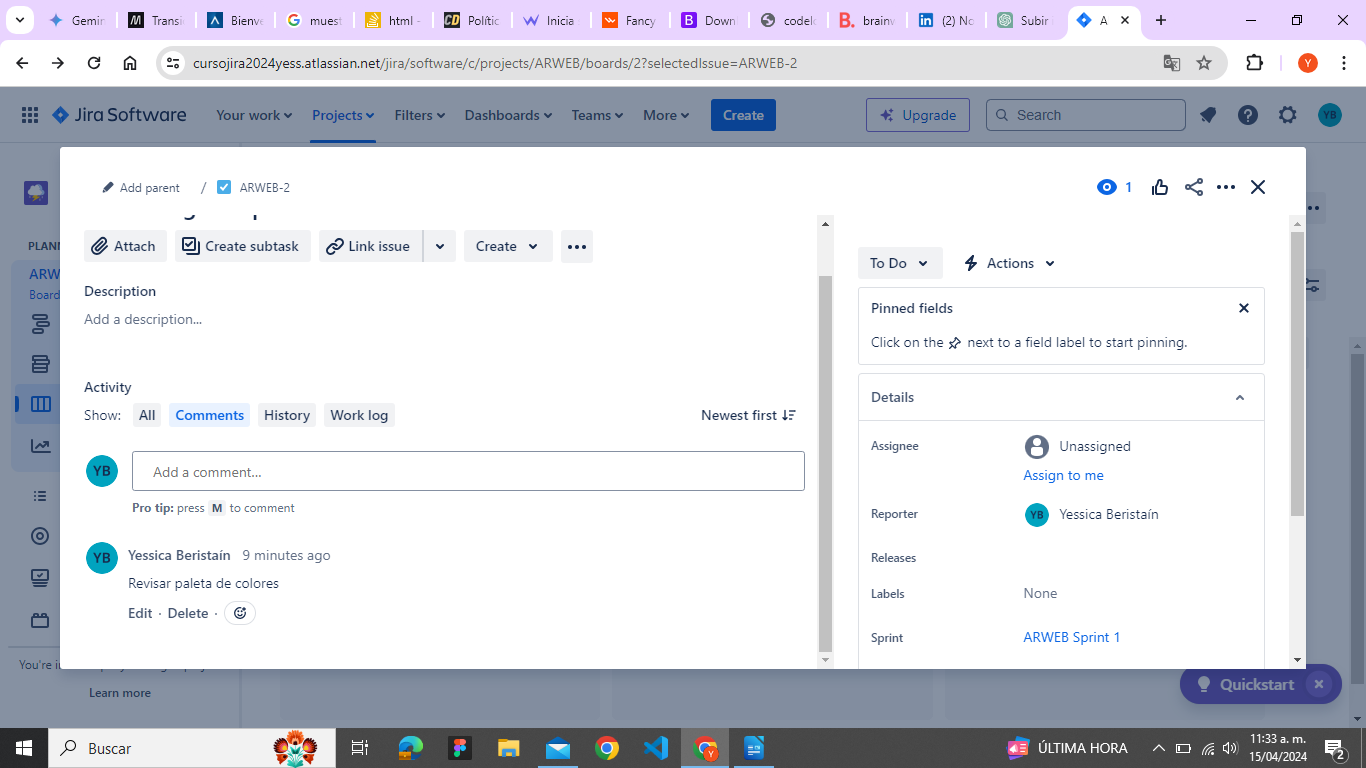 Gemin
Transic
Bienve
muest
html -
Polític
Inicia
Fancy
Down
codele
brainw
(2) No
Subir
A
cursojira2024yess.atlassian.net/jira/software/c/projects/ARWEB/boards/2?selectedIssue=ARWEB-2
Y
Jira Software
Your work
Projects
Filters
Dashboards
Teams
More
Create
Upgrade
Search
YB
Add parent / ARWEB-2
1
Attach
Create subtask
Link issue
Create
Description
Add a description...
Activity
Show: All Comments History Work log
Newest first
YB
Add a comment...
Pro tip: press M to comment
YB
Yessica Beristaín 9 minutes ago
Revisar paleta de colores
Edit · Delete ·
To Do
Actions
Pinned fields
Click on the next to a field label to start pinning.
Details
Assignee
Unassigned
Assign to me
Reporter
YB Yessica Beristaín
Releases
Labels
None
Sprint
ARWEB Sprint 1
PLANN
ARW
Board
You're i
Learn more
Quickstart
Buscar
Y
ÚLTIMA HORA
11:33 a. m.
15/04/2024
2